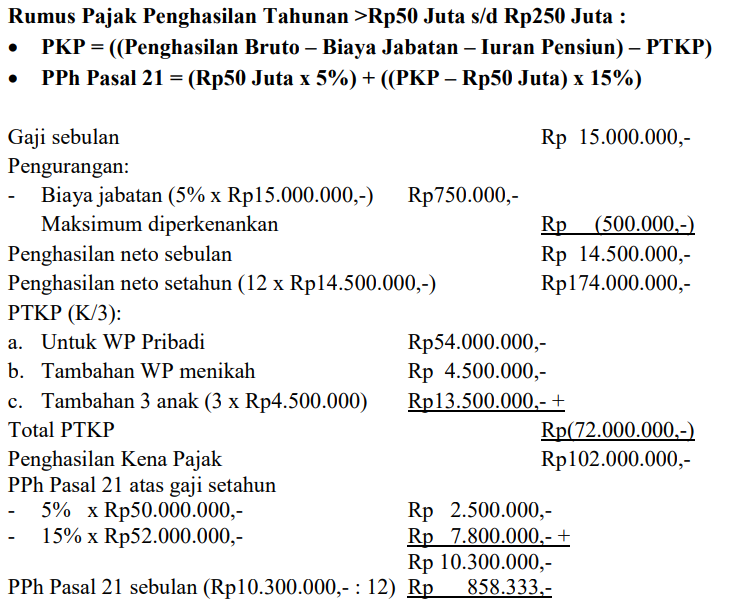 Rumus Pajak Penghasilan Tahunan >Rp50 Juta s/d Rp250 Juta :
• PKP = ((Penghasilan Bruto – Biaya Jabatan – Iuran Pensiun) – PTKP)
• PPh Pasal 21 = (Rp50 Juta x 5%) + ((PKP – Rp50 Juta) x 15%)
Gaji sebulan Rp 15.000.000,-
Pengurangan:
- Biaya jabatan (5% x Rp15.000.000,-) Rp750.000,-
Maksimum diperkenankan Rp (500.000,-)
Penghasilan neto sebulan Rp 14.500.000,-
Penghasilan neto setahun (12 x Rp14.500.000,-) Rp174.000.000,-
PTKP (K/3):
a. Untuk WP Pribadi Rp54.000.000,-
b. Tambahan WP menikah Rp 4.500.000,-
c. Tambahan 3 anak (3 x Rp4.500.000) Rp13.500.000,- +
Total PTKP Rp(72.000.000,-)
Penghasilan Kena Pajak Rp102.000.000,-
PPh Pasal 21 atas gaji setahun
- 5% x Rp50.000.000,- Rp 2.500.000,-
- 15% x Rp52.000.000,- Rp 7.800.000,- +
Rp 10.300.000,-
PPh Pasal 21 sebulan (Rp10.300.000,- : 12) Rp 858.333,-